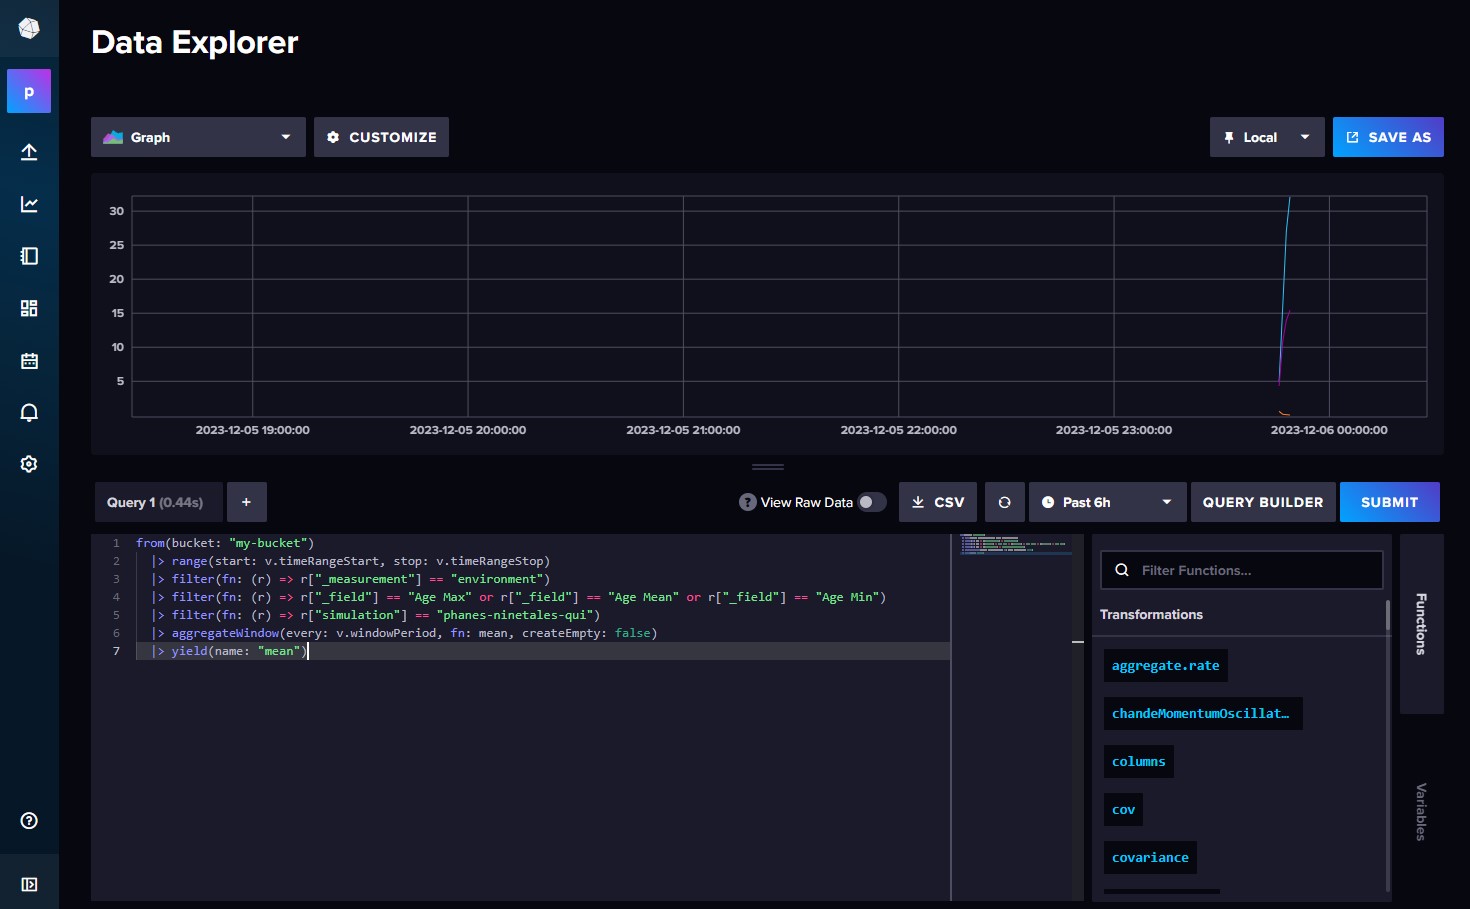 Data Explorer
p
Graph
CUSTOMIZE
Local
SAVE AS
30
25
20
15
10
5
2023-12-05 19:00:00
2023-12-05 20:00:00
2023-12-05 21:00:00
2023-12-05 22:00:00
2023-12-05 23:00:00
2023-12-06 00:00:00
Query 1 (0.44s)
+
? View Raw Data
CSV
Past 6h
QUERY BUILDER
SUBMIT
1 from(bucket: "my-bucket")
2 |> range(start: v.timeRangeStart, stop: v.timeRangeStop)
3 |> filter(fn: (r) => r["_measurement"] == "environment")
4 |> filter(fn: (r) => r["_field"] == "Age Max" or r["_field"] == "Age Mean" or r["_field"] == "Age Min")
5 |> filter(fn: (r) => r["simulation"] == "phanes-ninetales-qui")
6 |> aggregateWindow(every: v.windowPeriod, fn: mean, createEmpty: false)
7 |> yield(name: "mean")
Filter Functions...
Transformations
aggregate.rate
chandeMomentumOscillat…
columns
cov
covariance
Functions
Variables